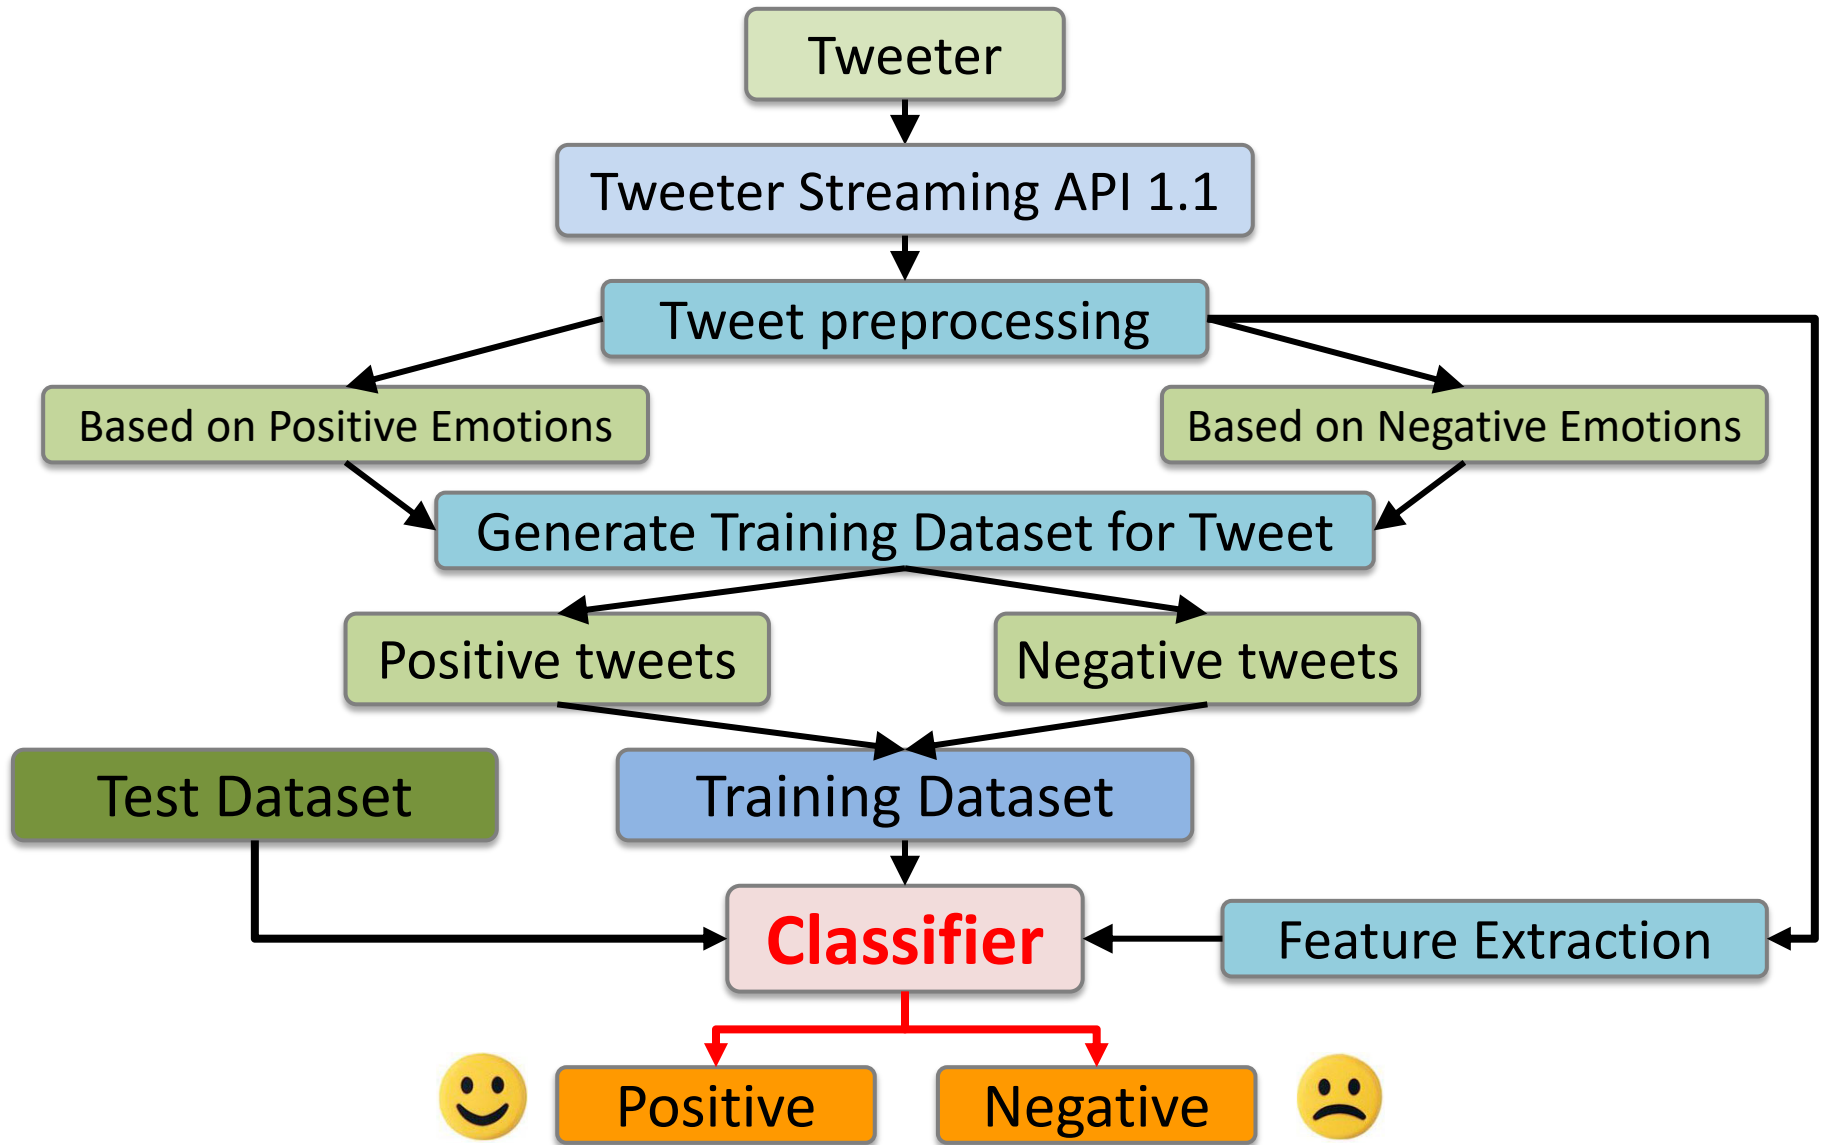 Tweeter
Tweeter Streaming API 1.1
Tweet preprocessing
Based on Positive Emotions
Based on Negative Emotions
Generate Training Dataset for Tweet
Positive tweets
Negative tweets
Test Dataset
Training Dataset
Classifier
Feature Extraction
Positive
Negative